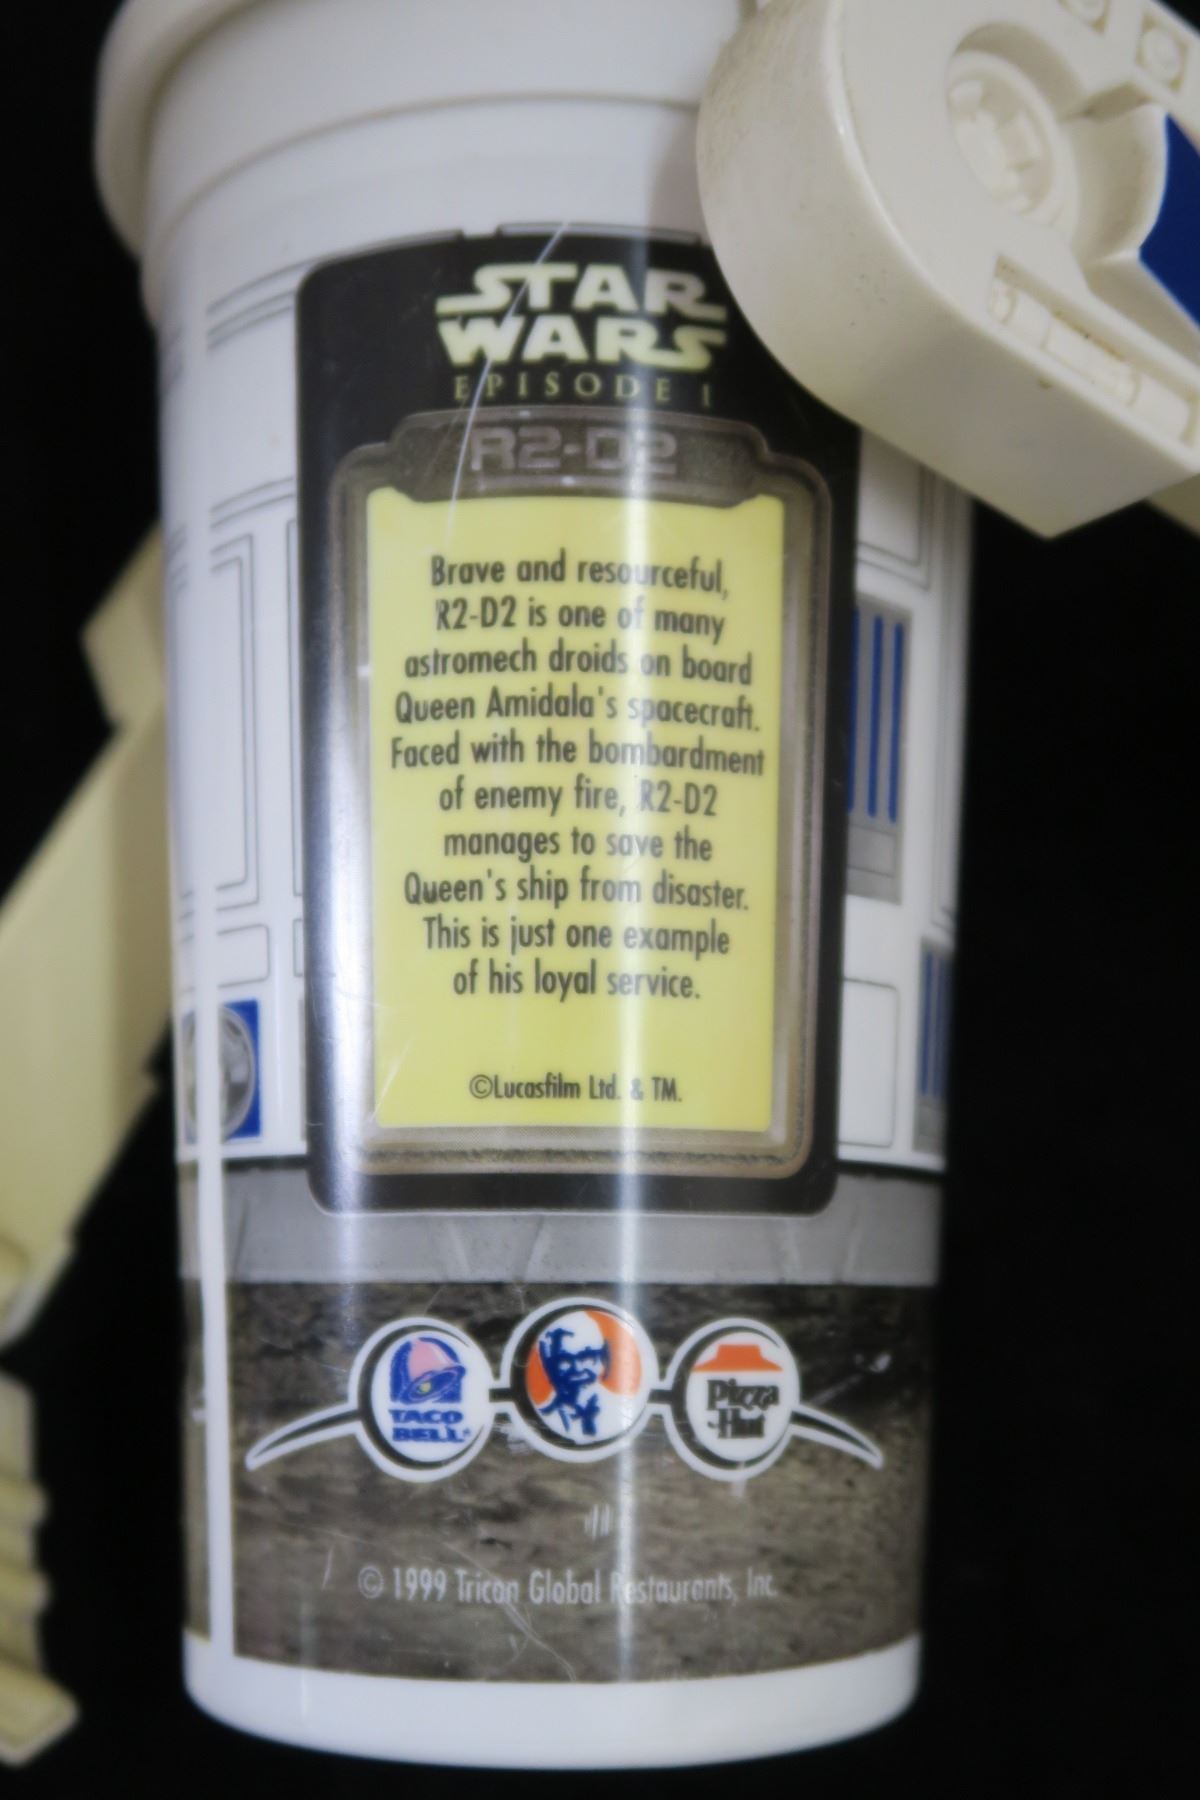 STAR
WARS
EPISODE I
R2-D2
Brave and resourceful,
R2-D2 is one of many
astromech droids on board
Queen Amidala's spacecraft.
Faced with the bombardment
of enemy fire, R2-D2
manages to save the
Queen's ship from disaster.
This is just one example
of his loyal service.
©Lucasfilm Ltd. & TM.
TACO
BELL®
Pizza
Hut
© 1999 Tricon Global Restaurants, Inc.